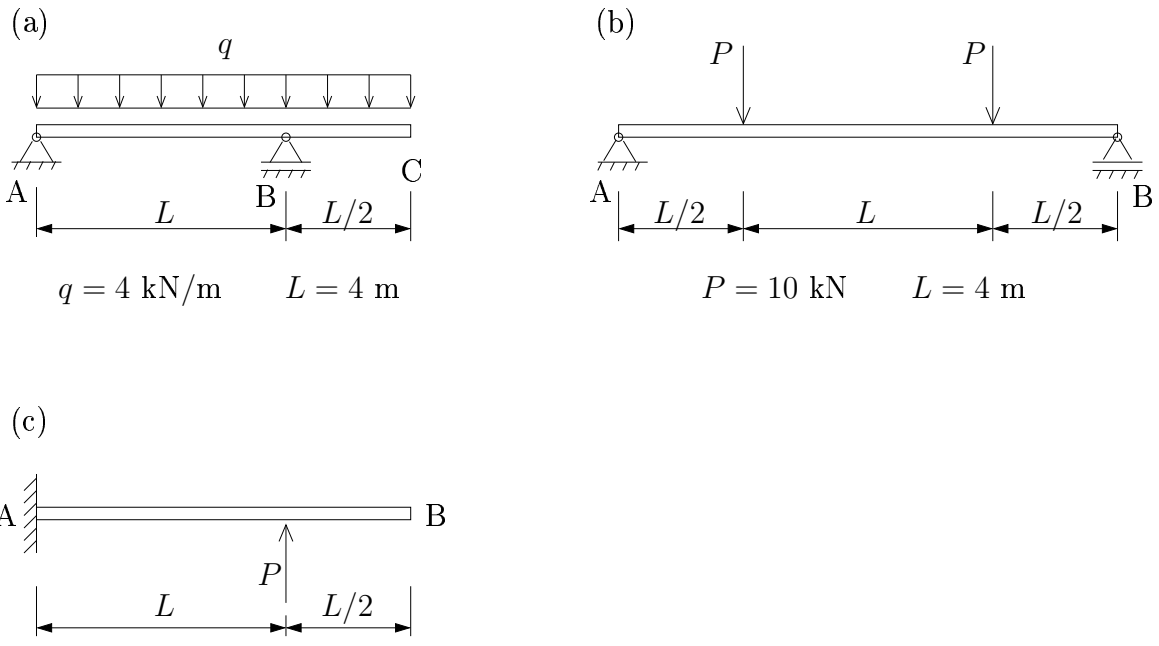 (a)
q
A
B
C
L
L/2
q = 4 kN/m L = 4 m
(b)
P
P
A
B
L/2
L
L/2
P = 10 kN L = 4 m
(c)
A
B
P
L
L/2